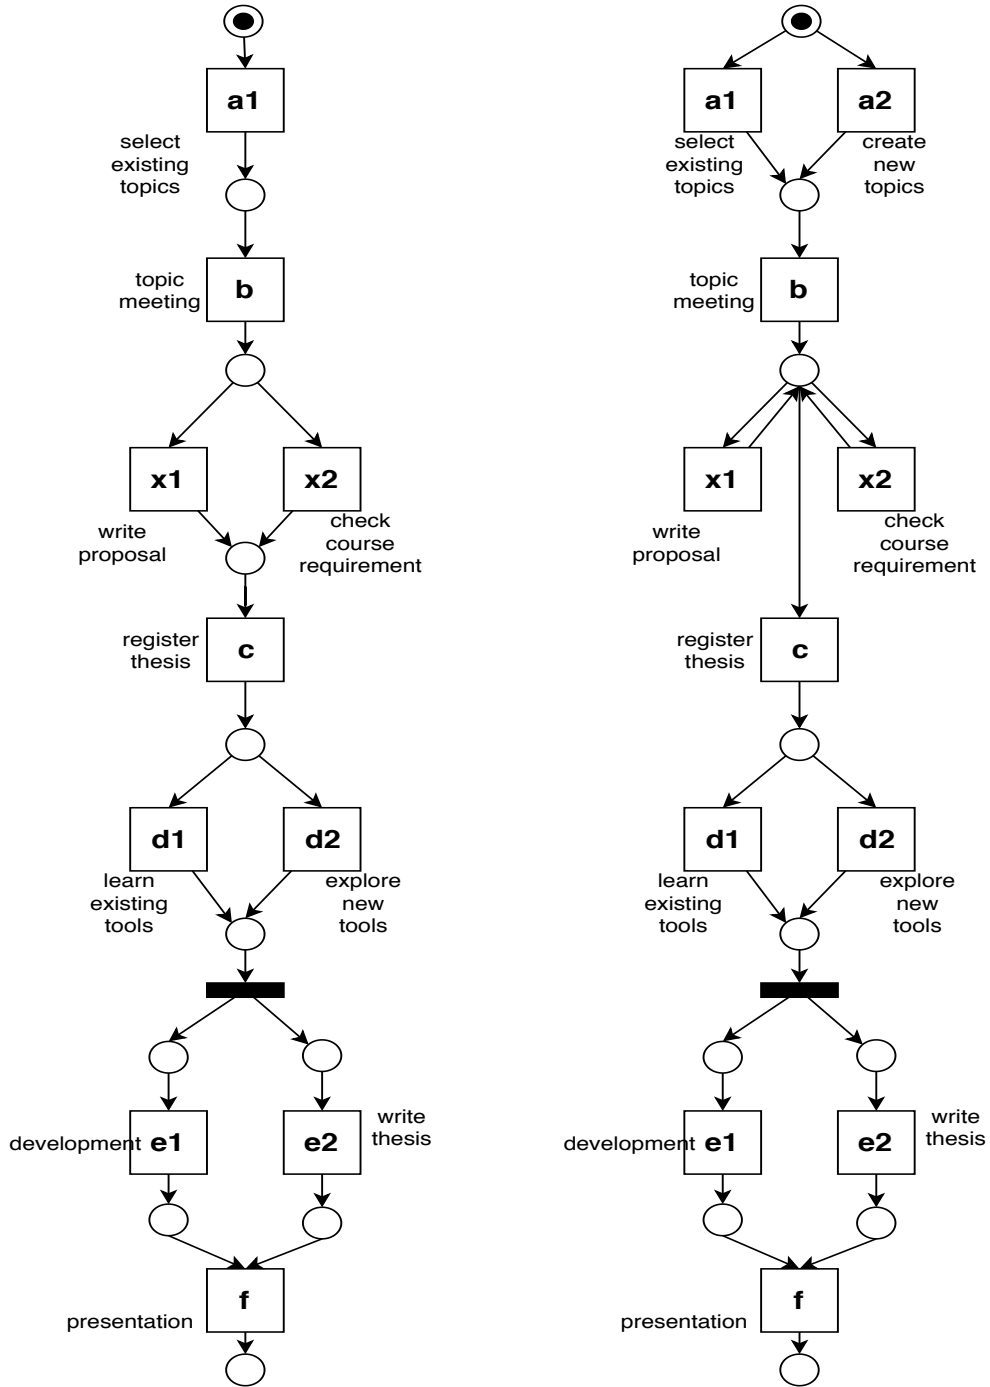 a1
select
existing
topics
b
topic
meeting
x1
x2
write
proposal
check
course
requirement
c
register
thesis
d1
d2
learn
existing
tools
explore
new
tools
e1
e2
development
write
thesis
f
presentation
a1
a2
select
existing
topics
create
new
topics
b
topic
meeting
x1
x2
write
proposal
check
course
requirement
c
register
thesis
d1
d2
learn
existing
tools
explore
new
tools
e1
e2
development
write
thesis
f
presentation